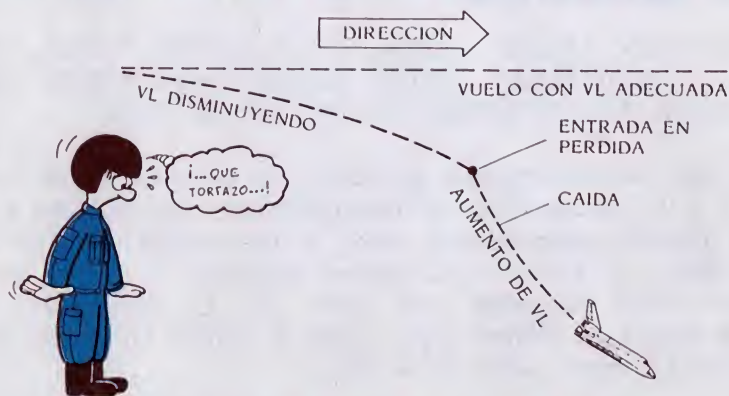 DIRECCION
VL DISMINUYENDO
VUELO CON VL ADECUADA
ENTRADA EN
PERDIDA
¡...QUE
TORTAZO...!
CAIDA
AUMENTO DE VL